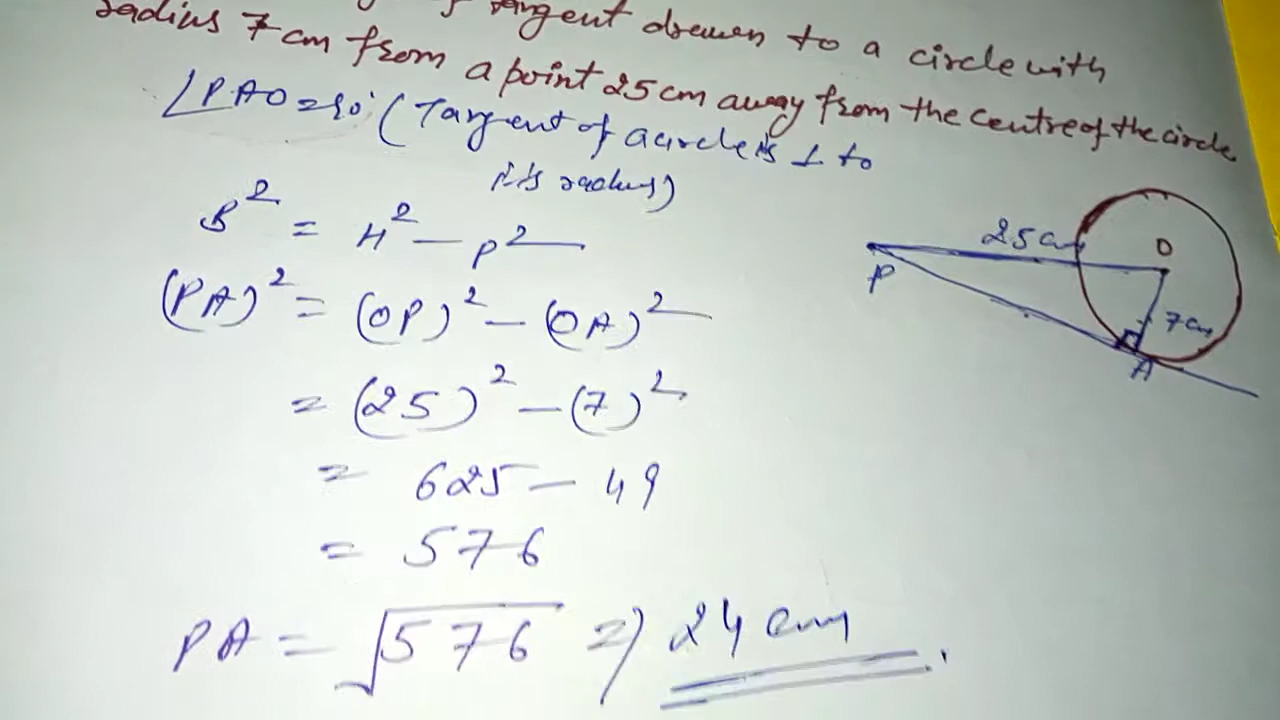 tangent drawn to a circle with
radius 7 cm from a point 25 cm away from the centre of the circle
∠PAO = 90° (Tangent of a circle is ⊥ to
its radius)
B² = H² − P²
(PA)² = (OP)² − (OA)²
= (25)² − (7)²
= 625 − 49
= 576
PA = √576 ⇒ 24 cm.
25 cm
O
P
7 cm
A